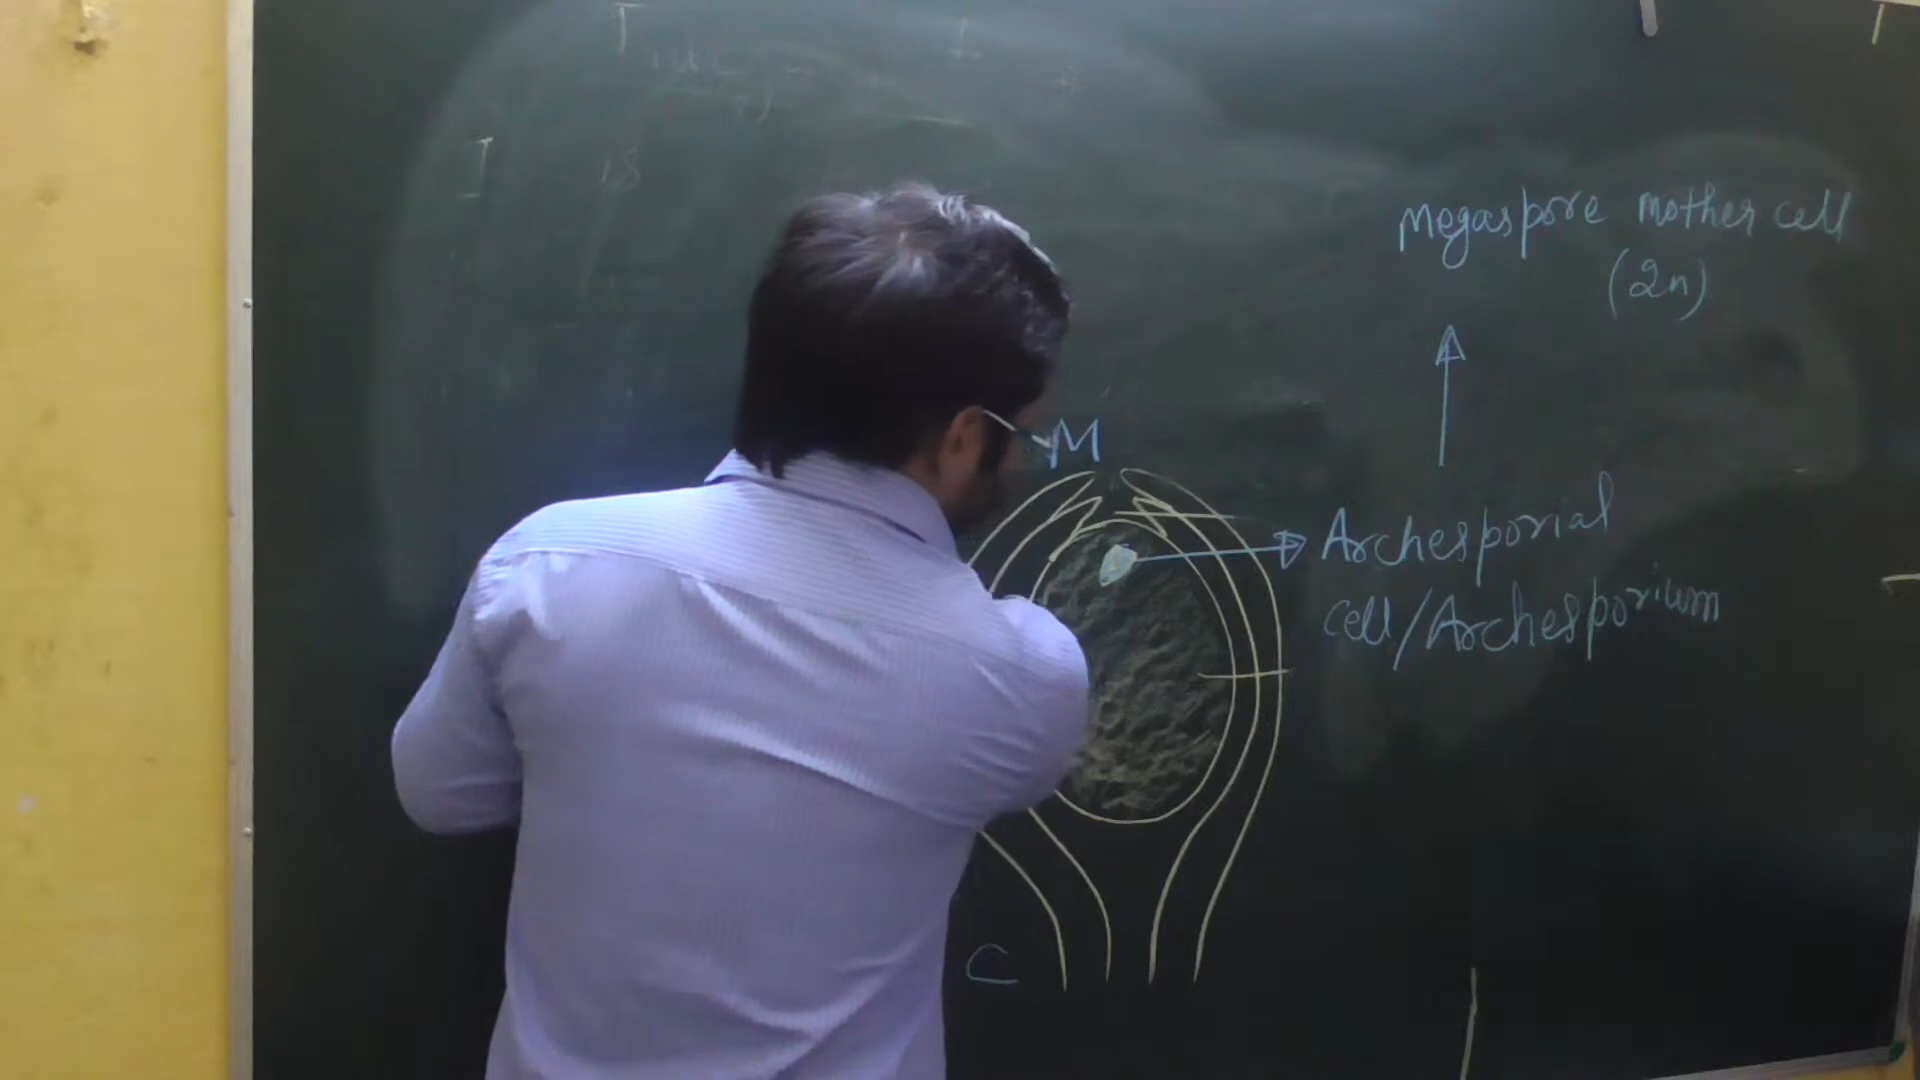 Megaspore mother cell
(2n)
M
Archesporial
cell/Archesporium
C